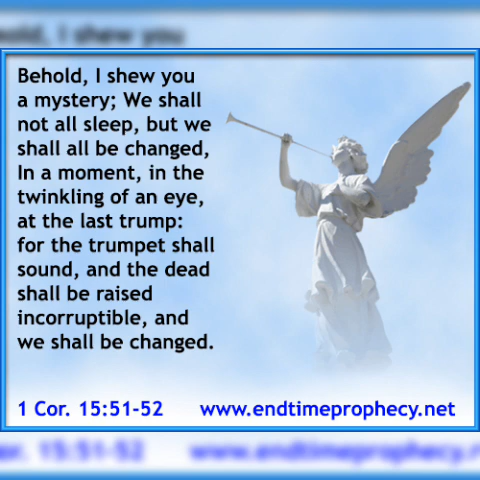 Behold, I shew you
a mystery; We shall
not all sleep, but we
shall all be changed,
In a moment, in the
twinkling of an eye,
at the last trump:
for the trumpet shall
sound, and the dead
shall be raised
incorruptible, and
we shall be changed.
1 Cor. 15:51-52 www.endtimeprophecy.net